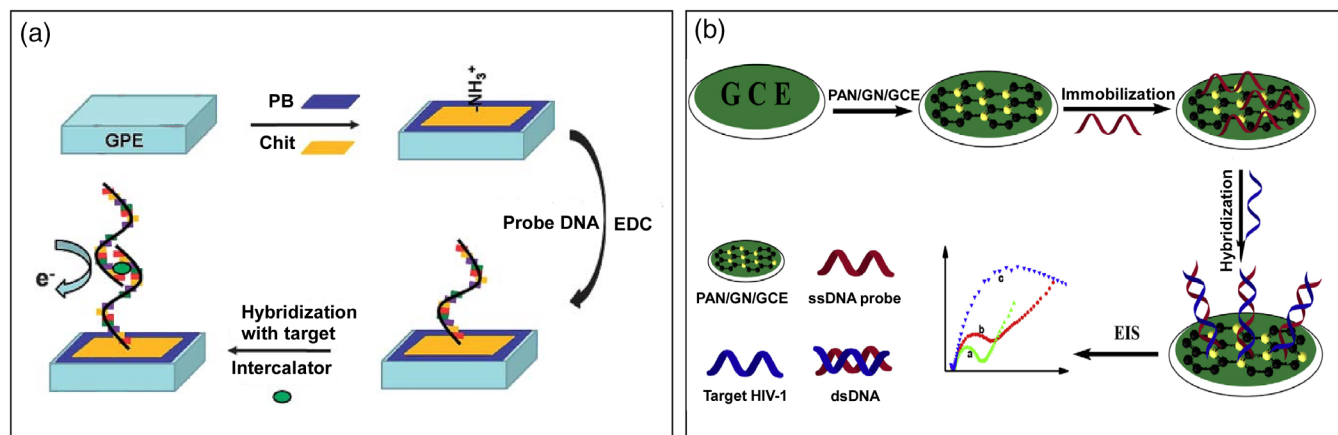 (a)
GPE
PB
Chit
-NH3+
Probe DNA
EDC
Hybridization
with target
Intercalator
e-
(b)
GCE
PAN/GN/GCE
Immobilization
Hybridization
PAN/GN/GCE
ssDNA probe
Target HIV-1
dsDNA
EIS
a
b
c